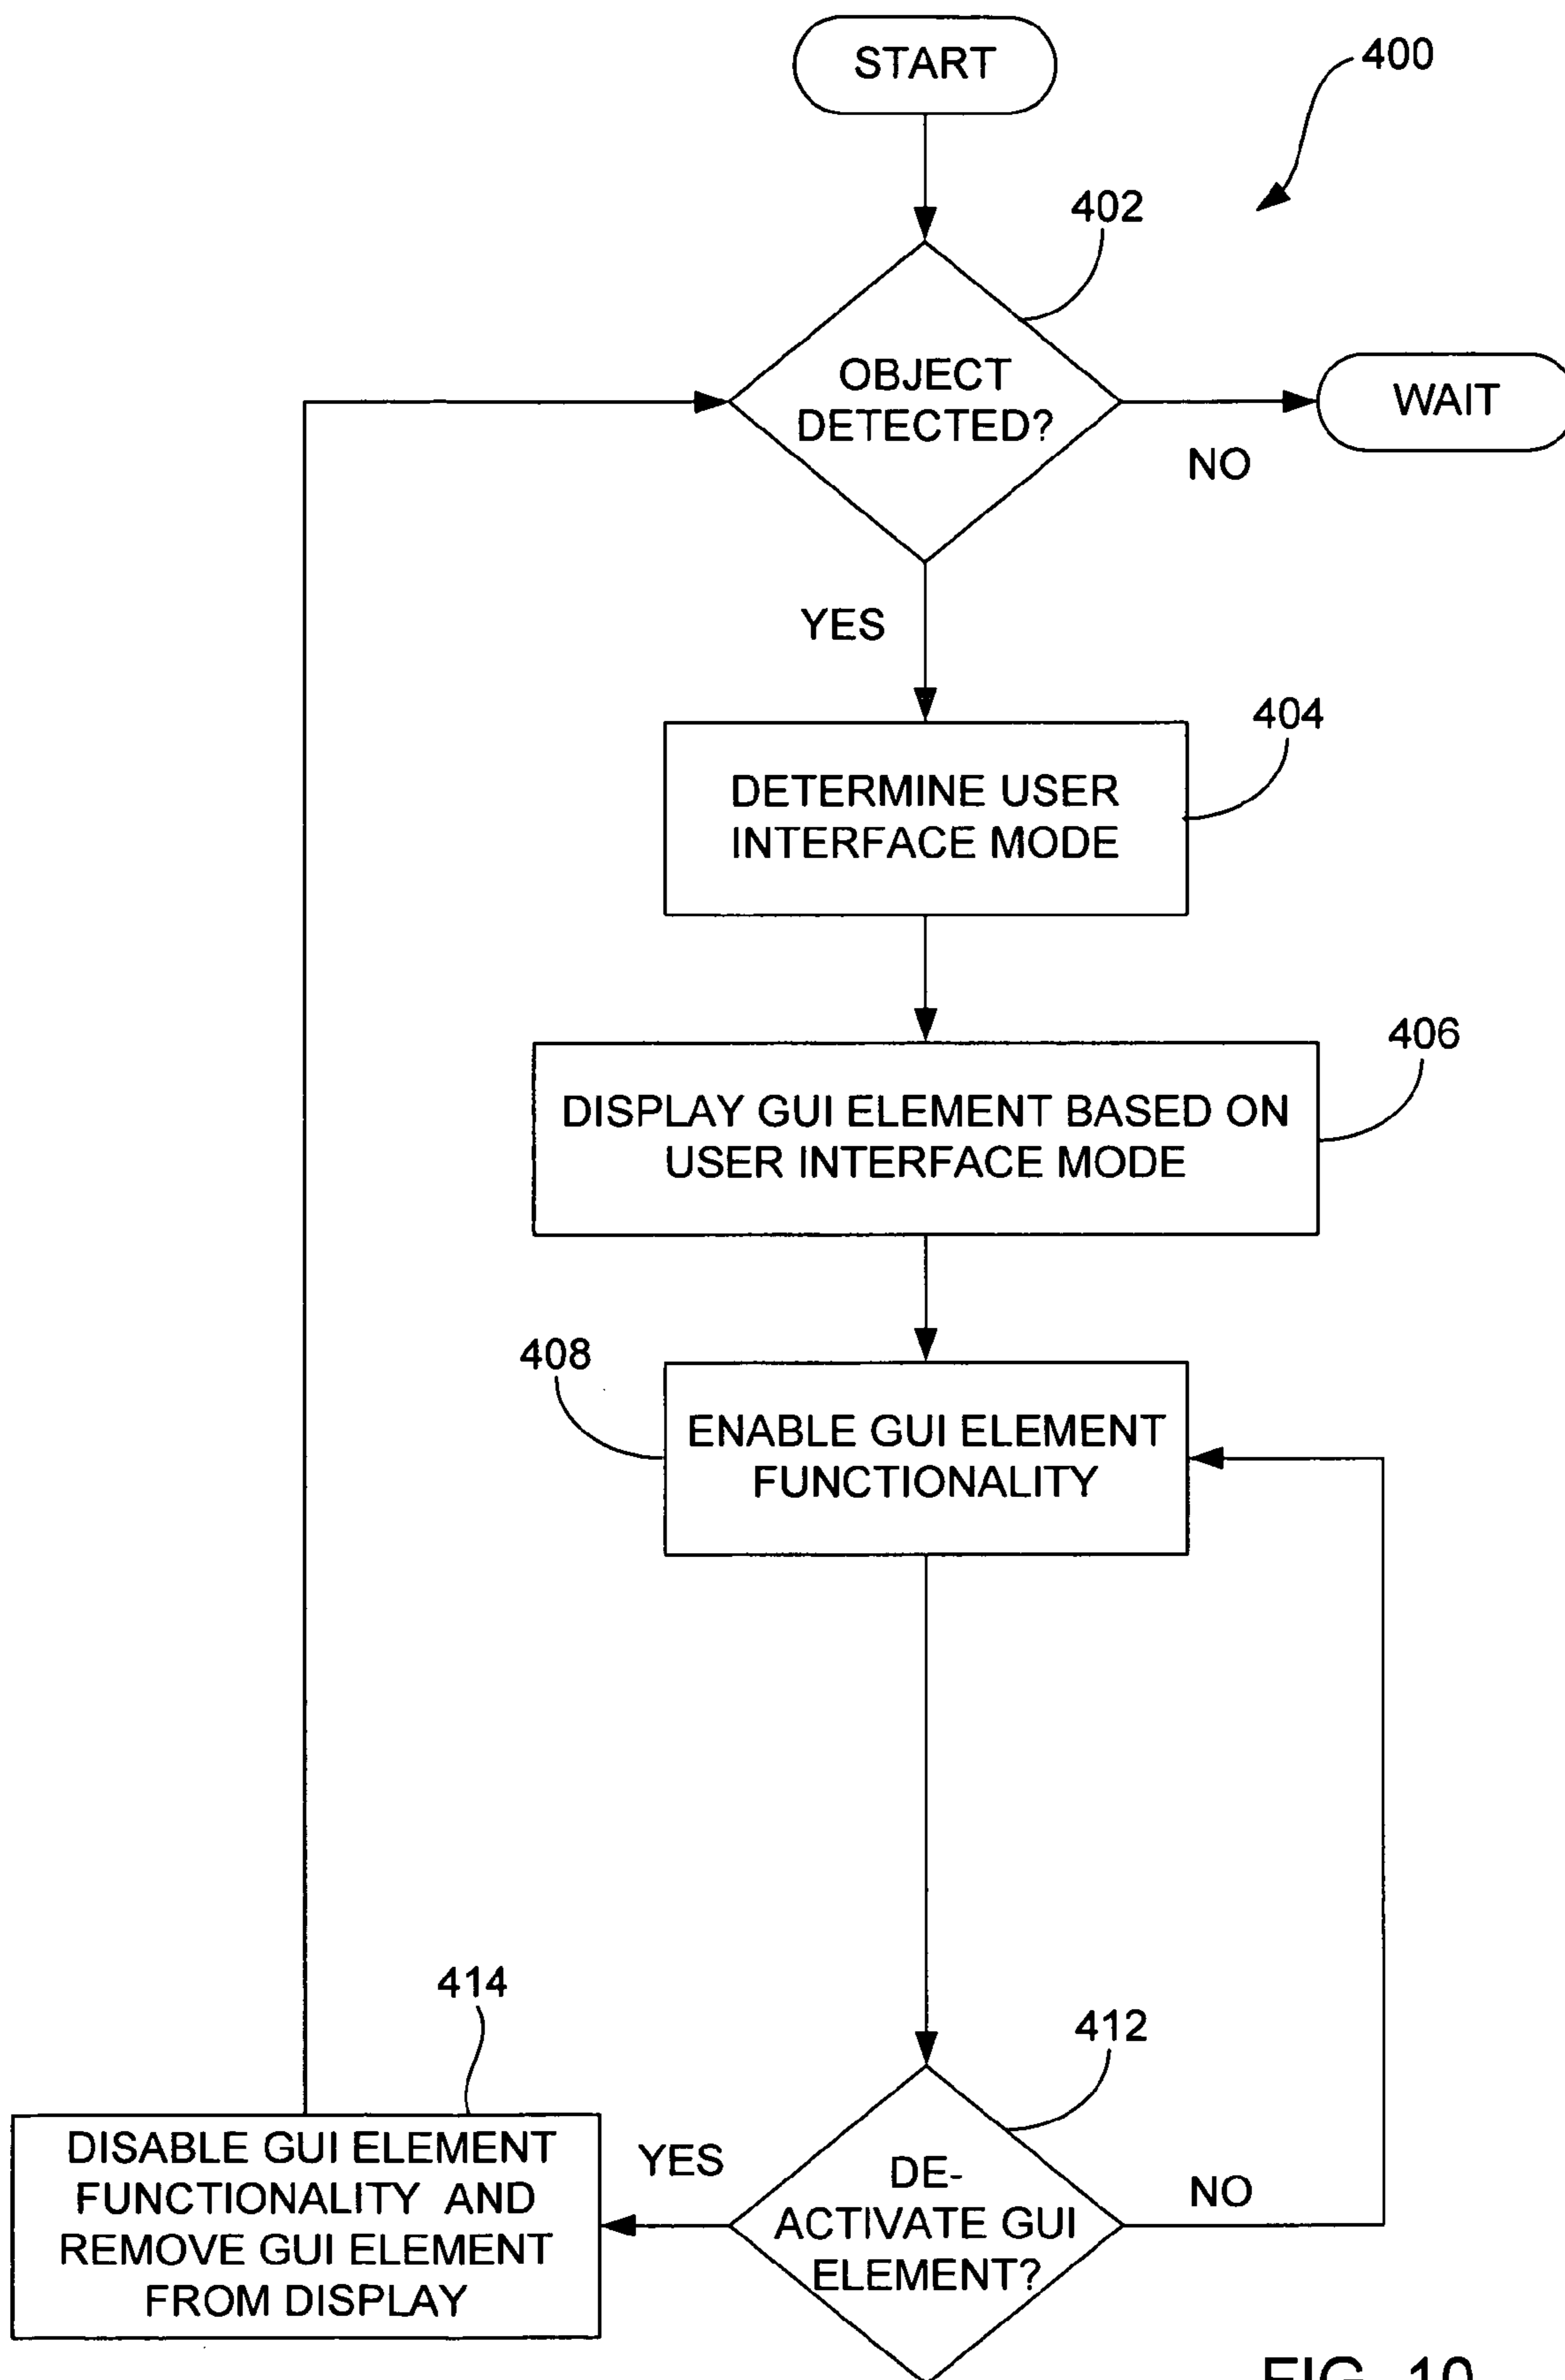 START
400
402
OBJECT
DETECTED?
WAIT
NO
YES
404
DETERMINE USER
INTERFACE MODE
406
DISPLAY GUI ELEMENT BASED ON
USER INTERFACE MODE
408
ENABLE GUI ELEMENT
FUNCTIONALITY
414
412
DISABLE GUI ELEMENT
FUNCTIONALITY AND
REMOVE GUI ELEMENT
FROM DISPLAY
YES
DE-
ACTIVATE GUI
ELEMENT?
NO
FIG. 10